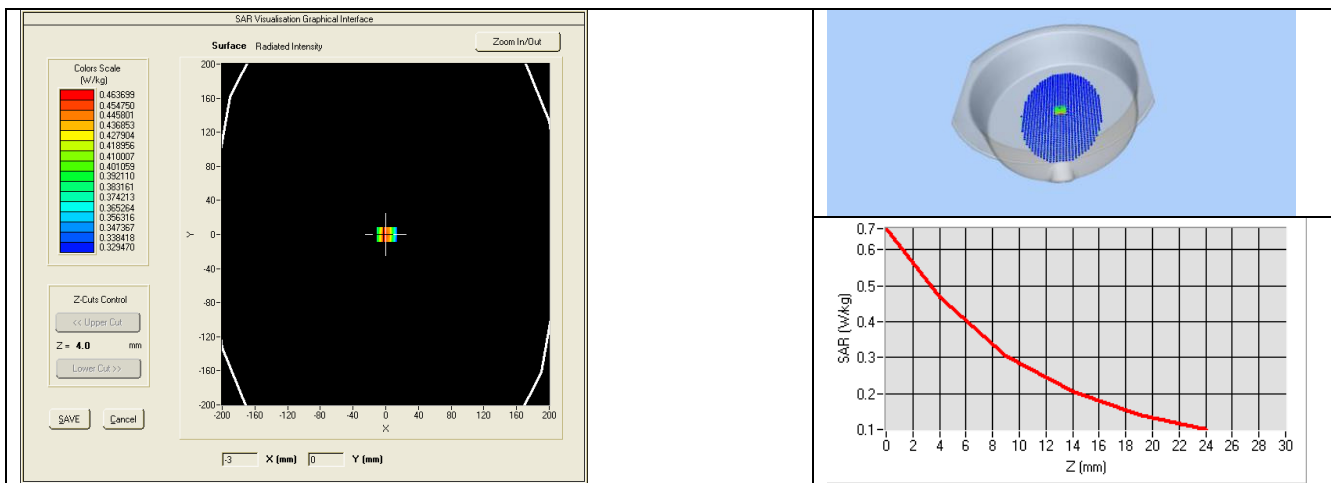 SAR Visualisation Graphical Interface
Surface Radiated Intensity
Zoom In/Out
Colors Scale
(W/kg)
0.463699
0.454750
0.445801
0.436853
0.427904
0.418956
0.410007
0.401059
0.392110
0.383161
0.374213
0.365264
0.356316
0.347367
0.338418
0.329470
Z-Cuts Control
<< Upper Cut
Z = 4.0 mm
Lower Cut >>
SAVE Cancel
200-
160-
120-
80-
40-
0-
-40-
-80-
-120-
-160-
-200-
Y
-200 -160 -120 -80 -40 0 40 80 120 160 200
X
-3 X (mm) 0 Y (mm)
0.7-
0.6-
0.5-
0.4-
0.3-
0.2-
0.1-
SAR (W/kg)
0 2 4 6 8 10 12 14 16 18 20 22 24 26 28 30
Z (mm)